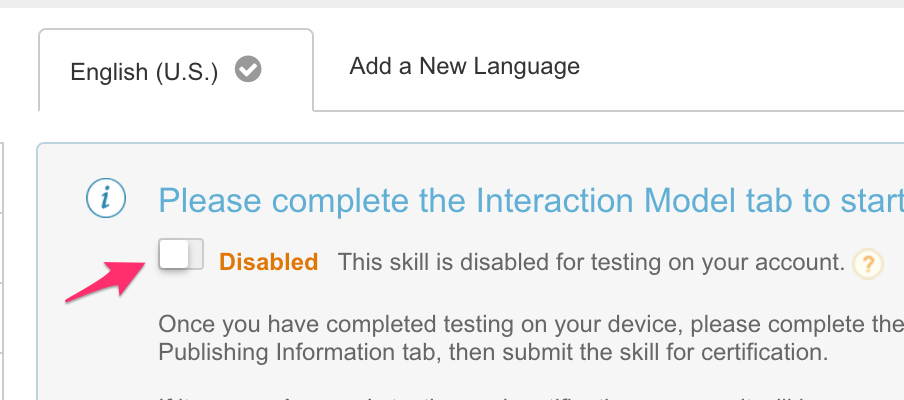 English (U.S.)
Add a New Language
i
Please complete the Interaction Model tab to start
Disabled This skill is disabled for testing on your account. ?
Once you have completed testing on your device, please complete the
Publishing Information tab, then submit the skill for certification.